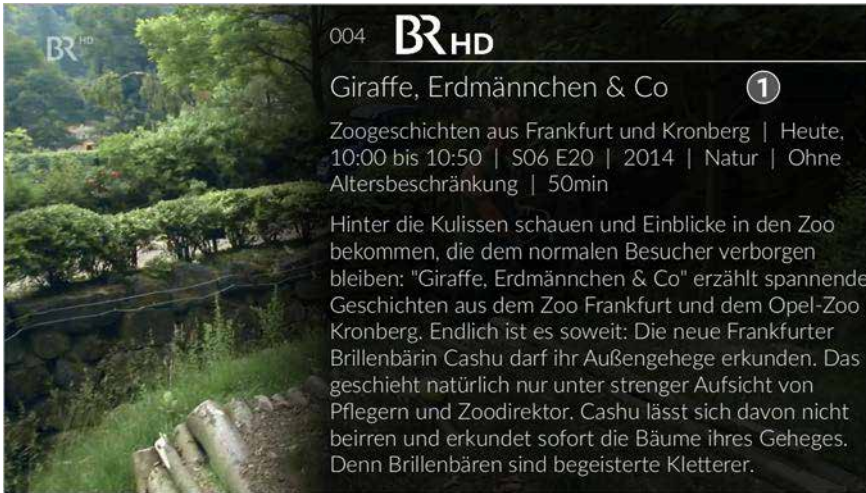 BR HD
004 BR HD
Giraffe, Erdmännchen & Co 1
Zoogeschichten aus Frankfurt und Kronberg | Heute,
10:00 bis 10:50 | S06 E20 | 2014 | Natur | Ohne
Altersbeschränkung | 50min
Hinter die Kulissen schauen und Einblicke in den Zoo
bekommen, die dem normalen Besucher verborgen
bleiben: "Giraffe, Erdmännchen & Co" erzählt spannende
Geschichten aus dem Zoo Frankfurt und dem Opel-Zoo
Kronberg. Endlich ist es soweit: Die neue Frankfurter
Brillenbärin Cashu darf ihr Außengehege erkunden. Das
geschieht natürlich nur unter strenger Aufsicht von
Pflegern und Zoodirektor. Cashu lässt sich davon nicht
beirren und erkundet sofort die Bäume ihres Geheges.
Denn Brillenbären sind begeisterte Kletterer.